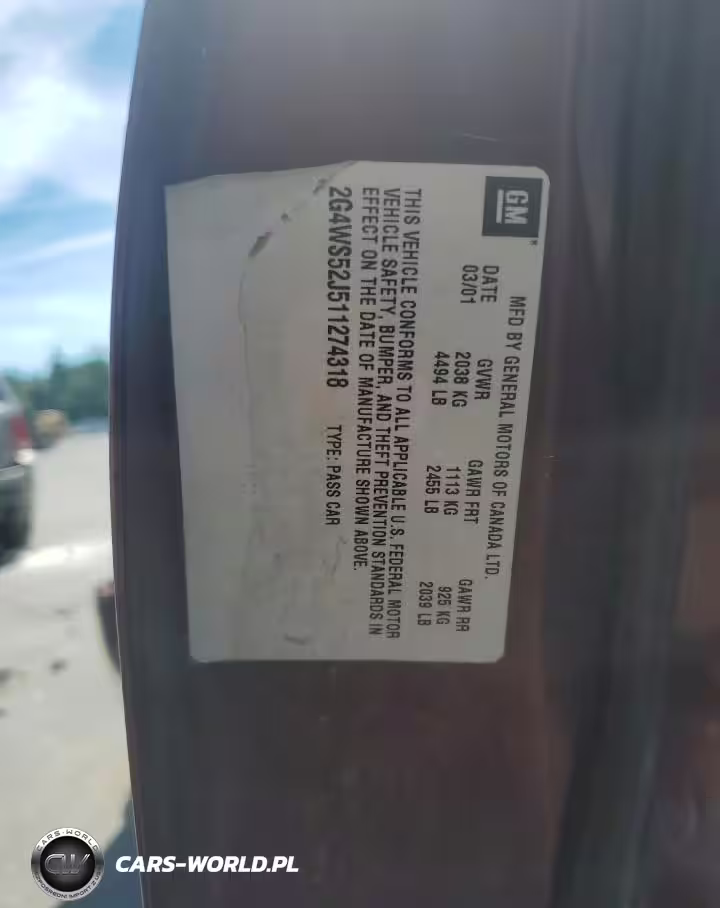 GM
MFD BY GENERAL MOTORS OF CANADA LTD.
DATE GVWR GAWR FRT GAWR RR
03/01 2038 KG 1113 KG 925 KG
4494 LB 2455 LB 2039 LB
THIS VEHICLE CONFORMS TO ALL APPLICABLE U.S. FEDERAL MOTOR
VEHICLE SAFETY, BUMPER, AND THEFT PREVENTION STANDARDS IN
EFFECT ON THE DATE OF MANUFACTURE SHOWN ABOVE.
2G4WS52J511274318 TYPE: PASS CAR
CARS-WORLD
CW
CARS-WORLD.PL